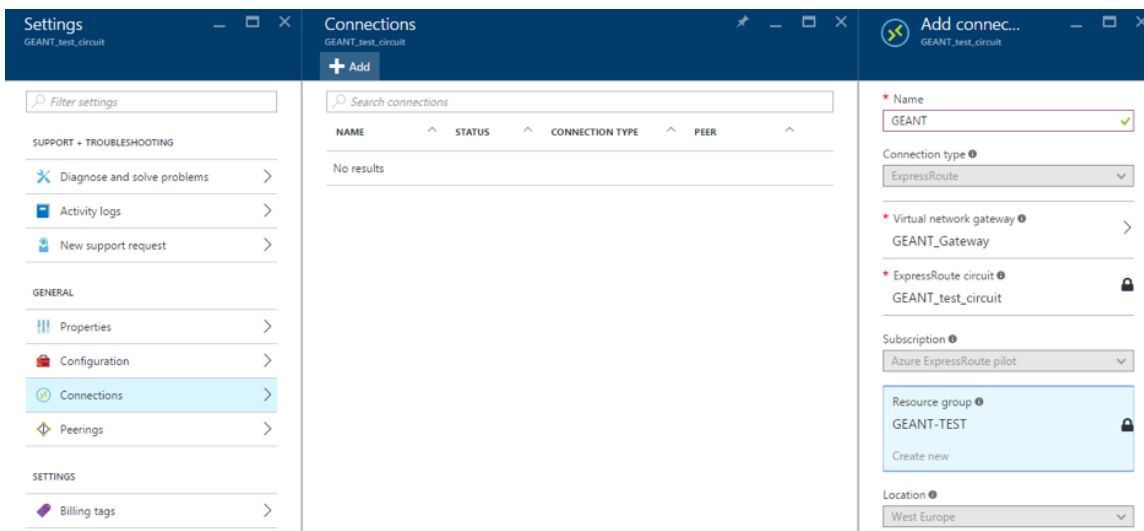 Settings
GEANT_test_circuit
Filter settings
SUPPORT + TROUBLESHOOTING
Diagnose and solve problems
Activity logs
New support request
GENERAL
Properties
Configuration
Connections
Peerings
SETTINGS
Billing tags
Connections
GEANT_test_circuit
Add
Search connections
NAME STATUS CONNECTION TYPE PEER
No results
Add connec...
GEANT_test_circuit
* Name
GEANT
Connection type
ExpressRoute
* Virtual network gateway
GEANT_Gateway
* ExpressRoute circuit
GEANT_test_circuit
Subscription
Azure ExpressRoute pilot
Resource group
GEANT-TEST
Create new
Location
West Europe